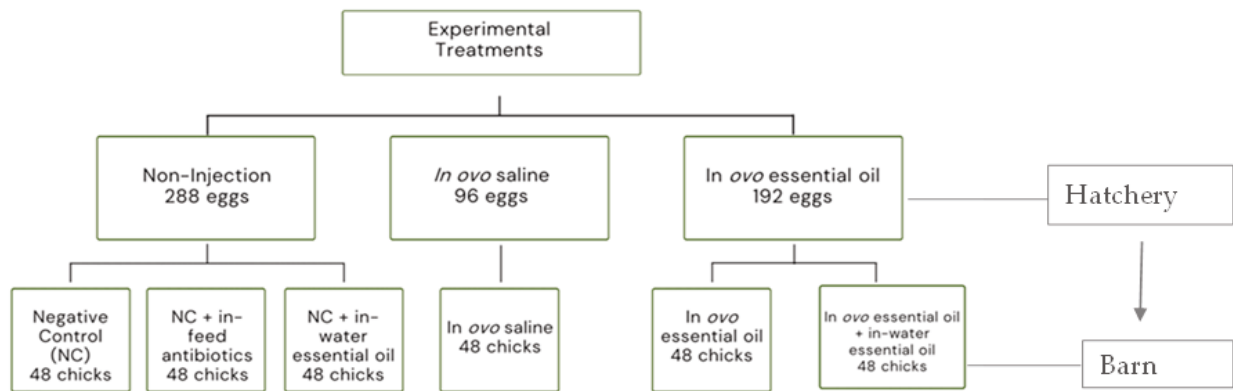 Experimental
Treatments
Non-Injection
288 eggs
In ovo saline
96 eggs
In ovo essential oil
192 eggs
Hatchery
Negative
Control
(NC)
48 chicks
NC + in-
feed
antibiotics
48 chicks
NC + in-
water
essential oil
48 chicks
In ovo saline
48 chicks
In ovo
essential oil
48 chicks
In ovo essential oil
+ in-water
essential oil
48 chicks
Barn